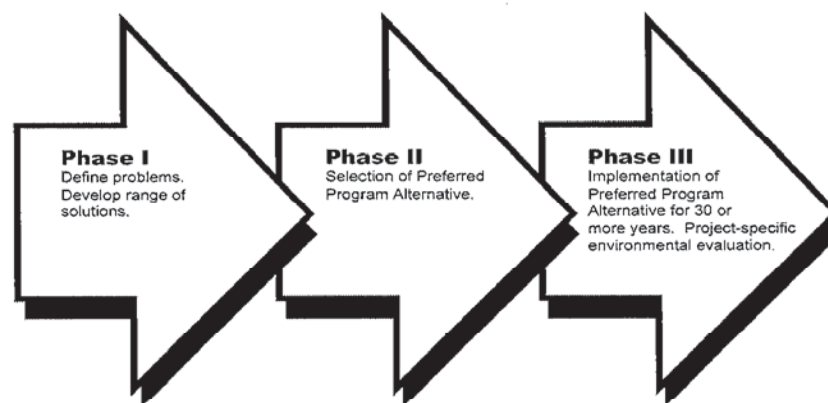 Phase I
Define problems.
Develop range of
solutions.
Phase II
Selection of Preferred
Program Alternative.
Phase III
Implementation of
Preferred Program
Alternative for 30 or
more years. Project-specific
environmental evaluation.